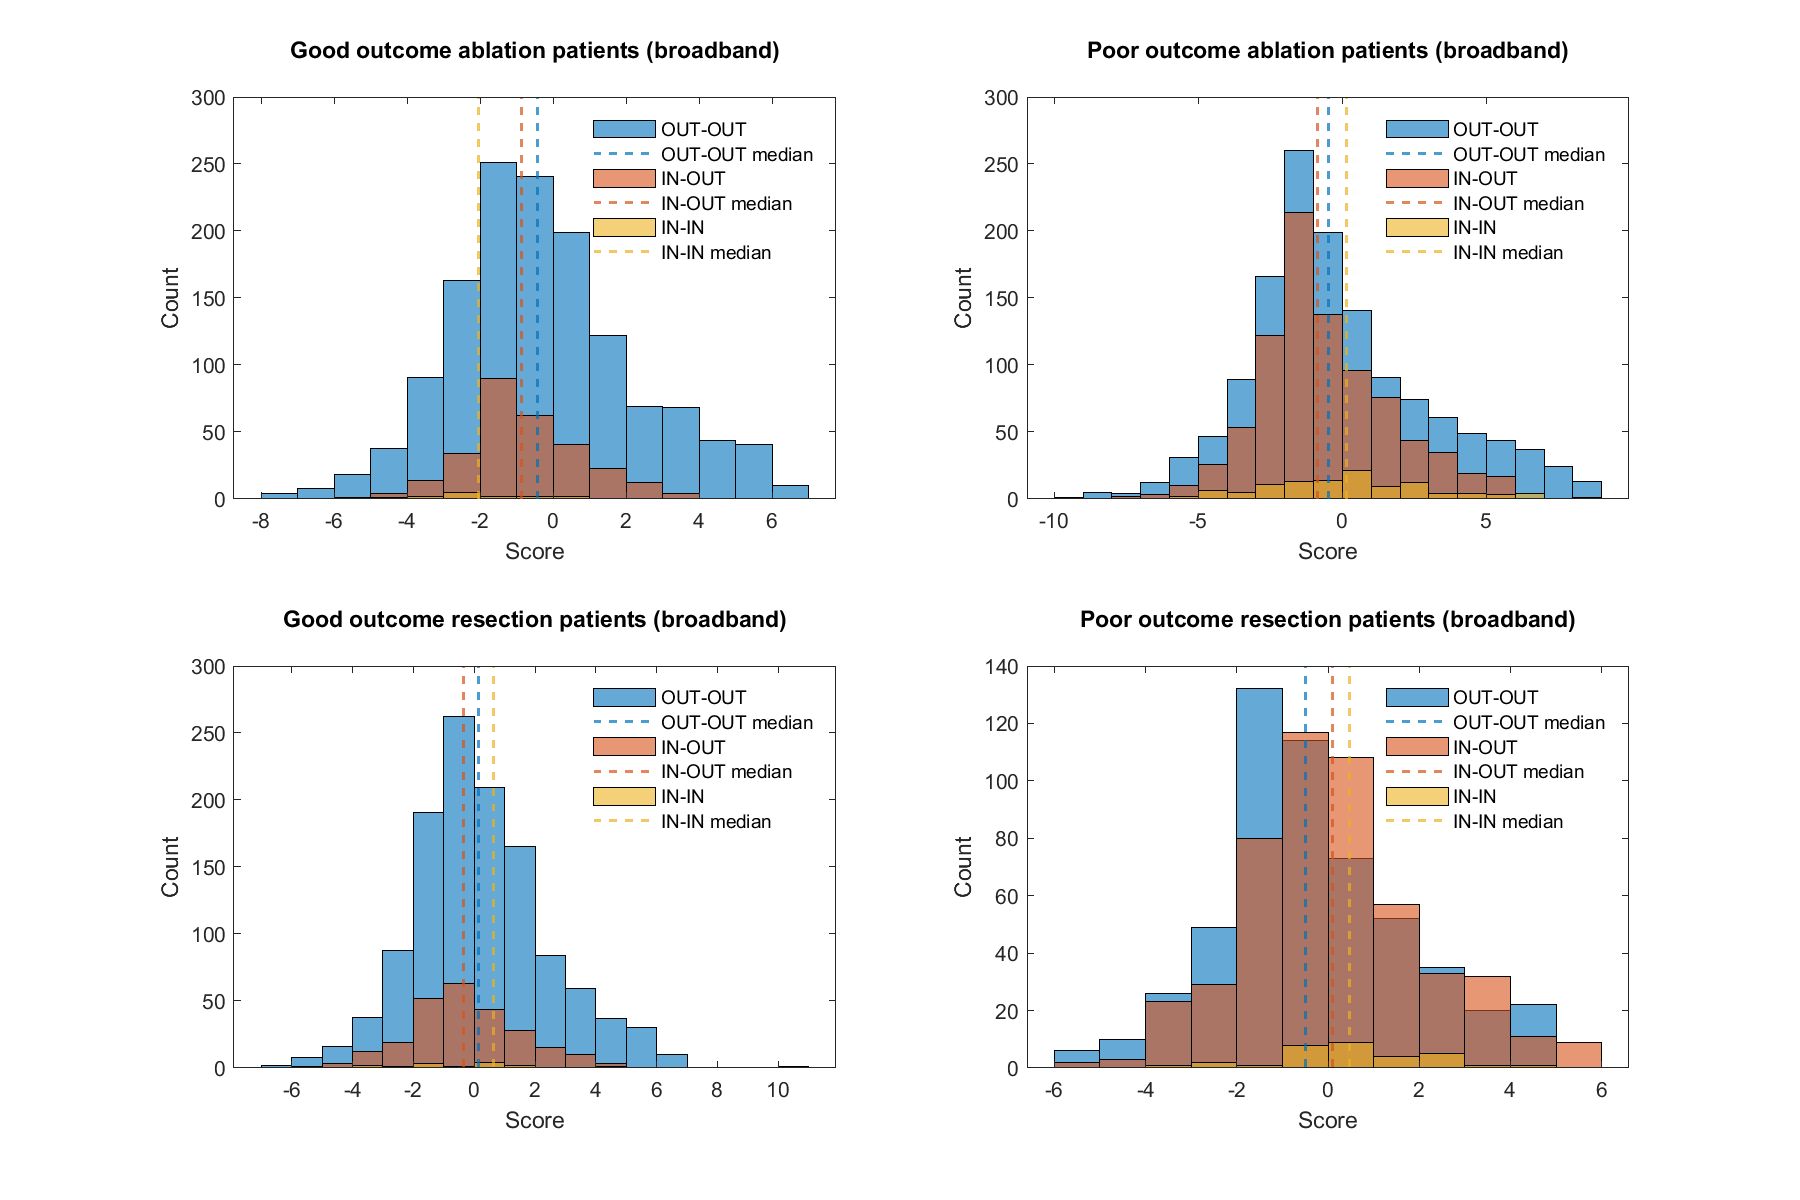 Good outcome ablation patients (broadband)
300
250
200
150
100
50
0
Count
-8 -6 -4 -2 0 2 4 6
Score
OUT-OUT
OUT-OUT median
IN-OUT
IN-OUT median
IN-IN
IN-IN median
Poor outcome ablation patients (broadband)
300
250
200
150
100
50
0
Count
-10 -5 0 5
Score
OUT-OUT
OUT-OUT median
IN-OUT
IN-OUT median
IN-IN
IN-IN median
Good outcome resection patients (broadband)
300
250
200
150
100
50
0
Count
-6 -4 -2 0 2 4 6 8 10
Score
OUT-OUT
OUT-OUT median
IN-OUT
IN-OUT median
IN-IN
IN-IN median
Poor outcome resection patients (broadband)
140
120
100
80
60
40
20
0
Count
-6 -4 -2 0 2 4 6
Score
OUT-OUT
OUT-OUT median
IN-OUT
IN-OUT median
IN-IN
IN-IN median